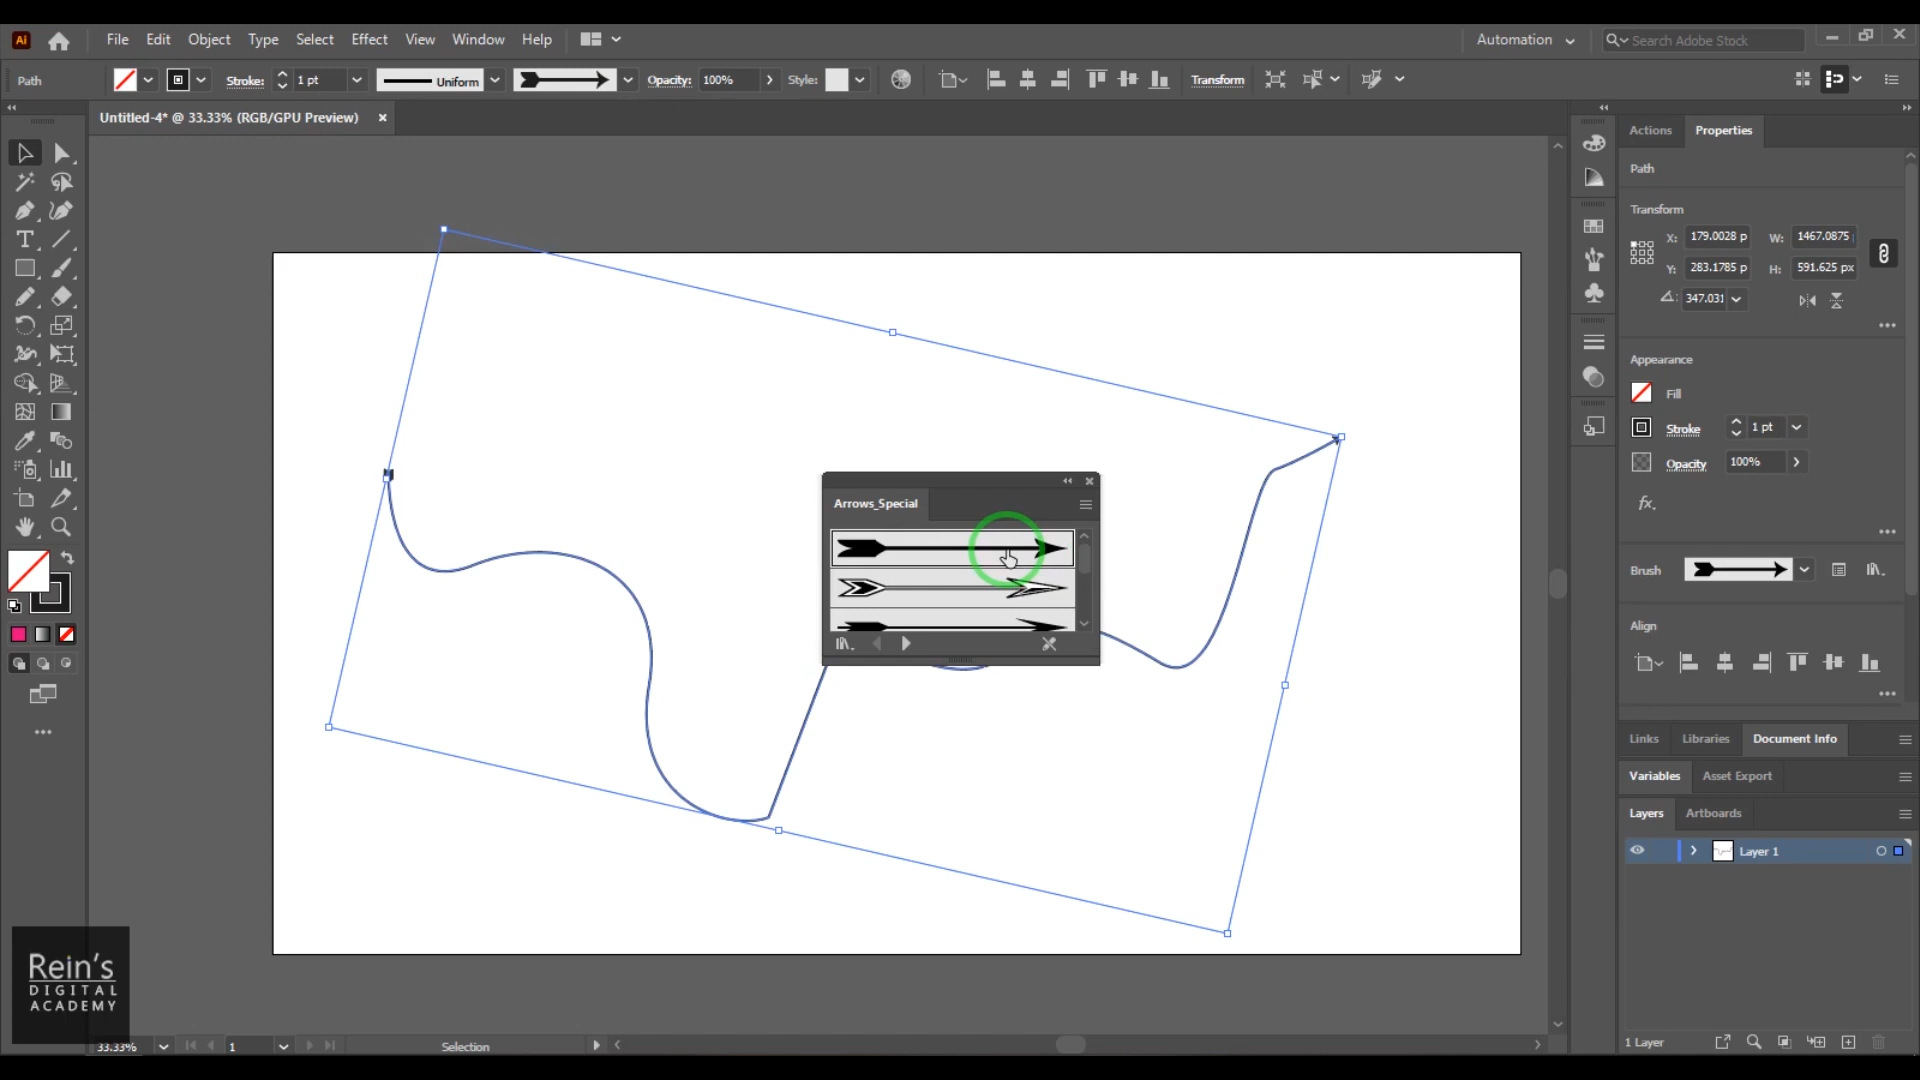 Ai File Edit Object Type Select Effect View Window Help Automation Search Adobe Stock
Path Stroke: 1 pt Uniform Opacity: 100% Style: Transform
Untitled-4* @ 33.33% (RGB/GPU Preview)
Actions Properties
Path
Transform
X: 179.0028 p W: 1467.0875
Y: 283.1785 p H: 591.625 px
347.031
Appearance
Fill
Stroke 1 pt
Opacity 100%
fx.
Brush
Align
Arrows_Special
Links Libraries Document Info
Variables Asset Export
Layers Artboards
Layer 1
1 Layer
Rein's
DIGITAL
ACADEMY
33.33% 1 Selection